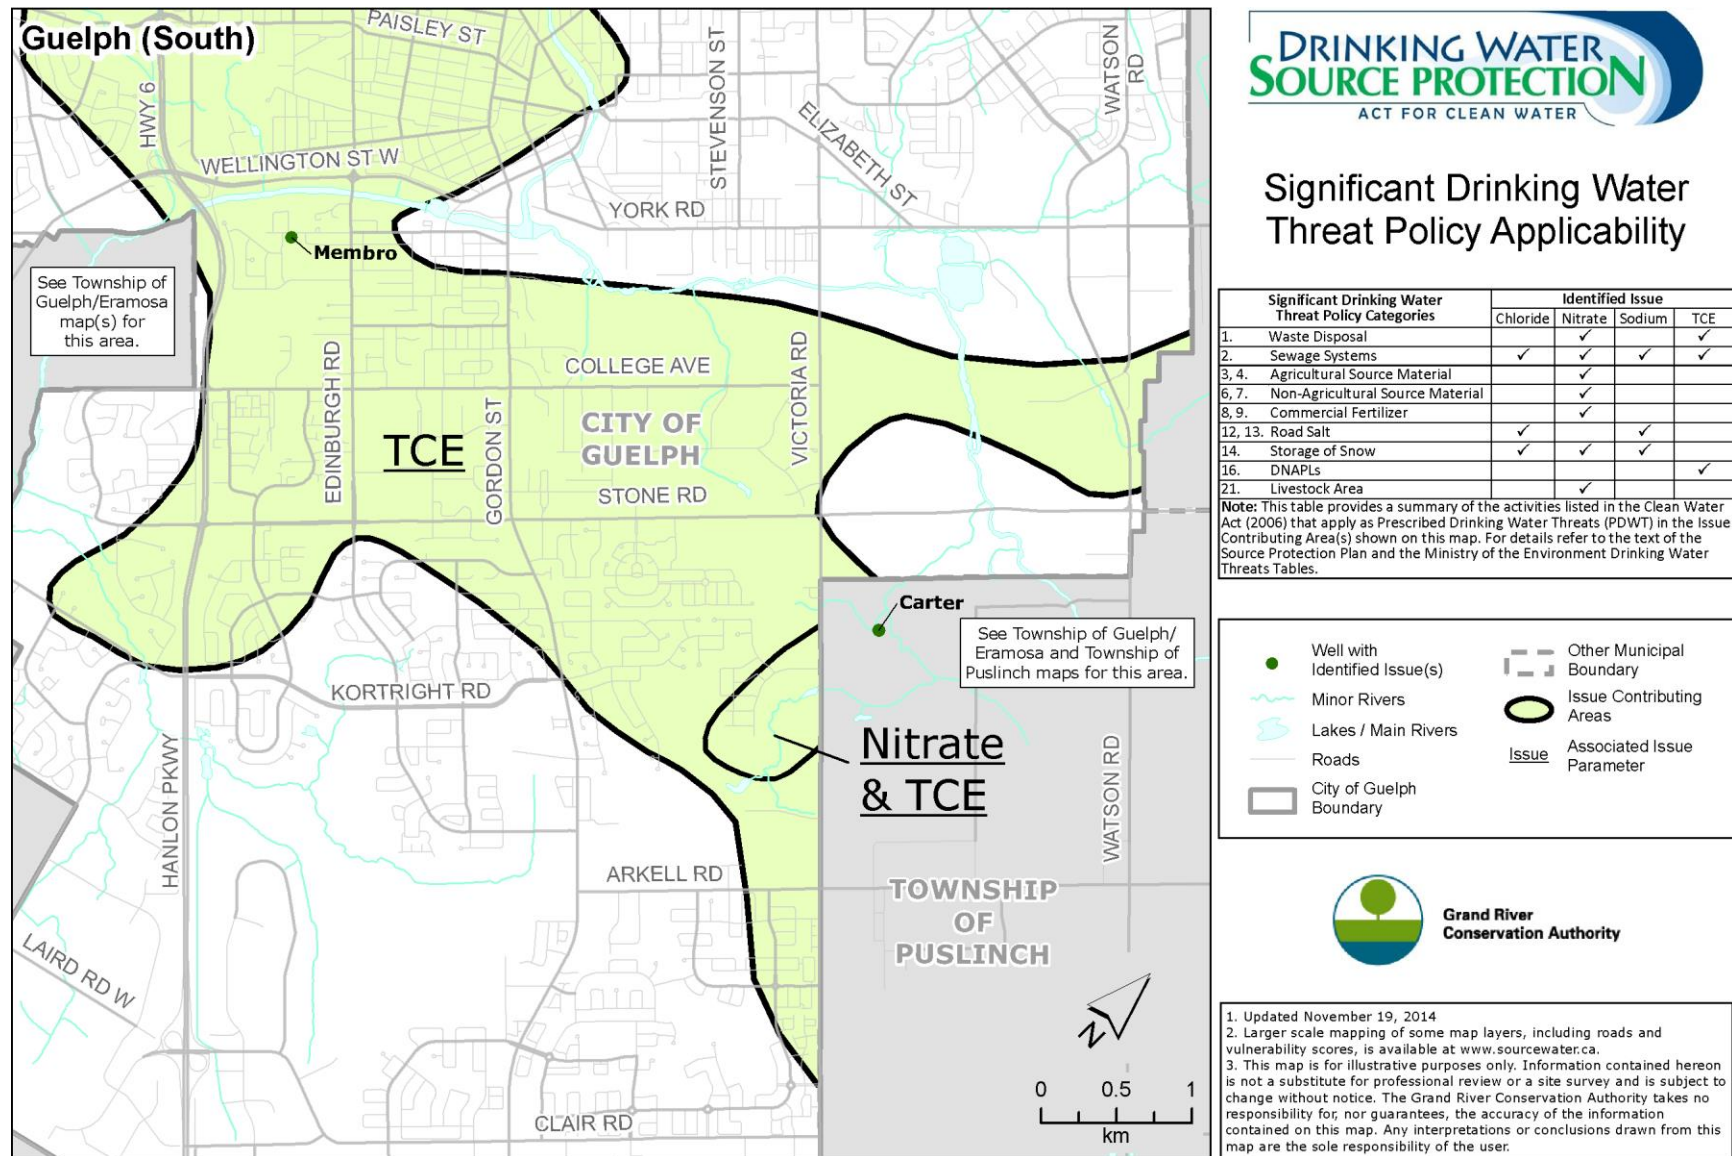 Guelph (South)
PAISLEY ST
HWY 6
WELLINGTON ST W
STEVENSON ST
WATSON
RD
ELIZABETH ST
YORK RD
Membro
See Township of
Guelph/Eramosa
map(s) for
this area.
EDINBURGH RD
COLLEGE AVE
VICTORIA RD
GORDON ST
CITY OF
GUELPH
TCE
STONE RD
Carter
See Township of Guelph/
Eramosa and Township of
Puslinch maps for this area.
KORTRIGHT RD
Nitrate
& TCE
HANLON PKWY
WATSON RD
ARKELL RD
TOWNSHIP
OF
PUSLINCH
LAIRD RD W
CLAIR RD
N
0 0.5 1
km
DRINKING WATER
SOURCE PROTECTION
ACT FOR CLEAN WATER
Significant Drinking Water
Threat Policy Applicability
Significant Drinking Water
Threat Policy Categories
Identified Issue
Chloride Nitrate Sodium TCE
1. Waste Disposal ✓ ✓
2. Sewage Systems ✓ ✓ ✓ ✓
3, 4. Agricultural Source Material ✓
6, 7. Non-Agricultural Source Material ✓
8, 9. Commercial Fertilizer ✓
12, 13. Road Salt ✓ ✓
14. Storage of Snow ✓ ✓ ✓
16. DNAPLs ✓
21. Livestock Area ✓
Note: This table provides a summary of the activities listed in the Clean Water
Act (2006) that apply as Prescribed Drinking Water Threats (PDWT) in the Issue
Contributing Area(s) shown on this map. For details refer to the text of the
Source Protection Plan and the Ministry of the Environment Drinking Water
Threats Tables.
Well with
Identified Issue(s)
Minor Rivers
Lakes / Main Rivers
Roads
City of Guelph
Boundary
Other Municipal
Boundary
Issue Contributing
Areas
Issue
Associated Issue
Parameter
Grand River
Conservation Authority
1. Updated November 19, 2014
2. Larger scale mapping of some map layers, including roads and
vulnerability scores, is available at www.sourcewater.ca.
3. This map is for illustrative purposes only. Information contained hereon
is not a substitute for professional review or a site survey and is subject to
change without notice. The Grand River Conservation Authority takes no
responsibility for, nor guarantees, the accuracy of the information
contained on this map. Any interpretations or conclusions drawn from this
map are the sole responsibility of the user.